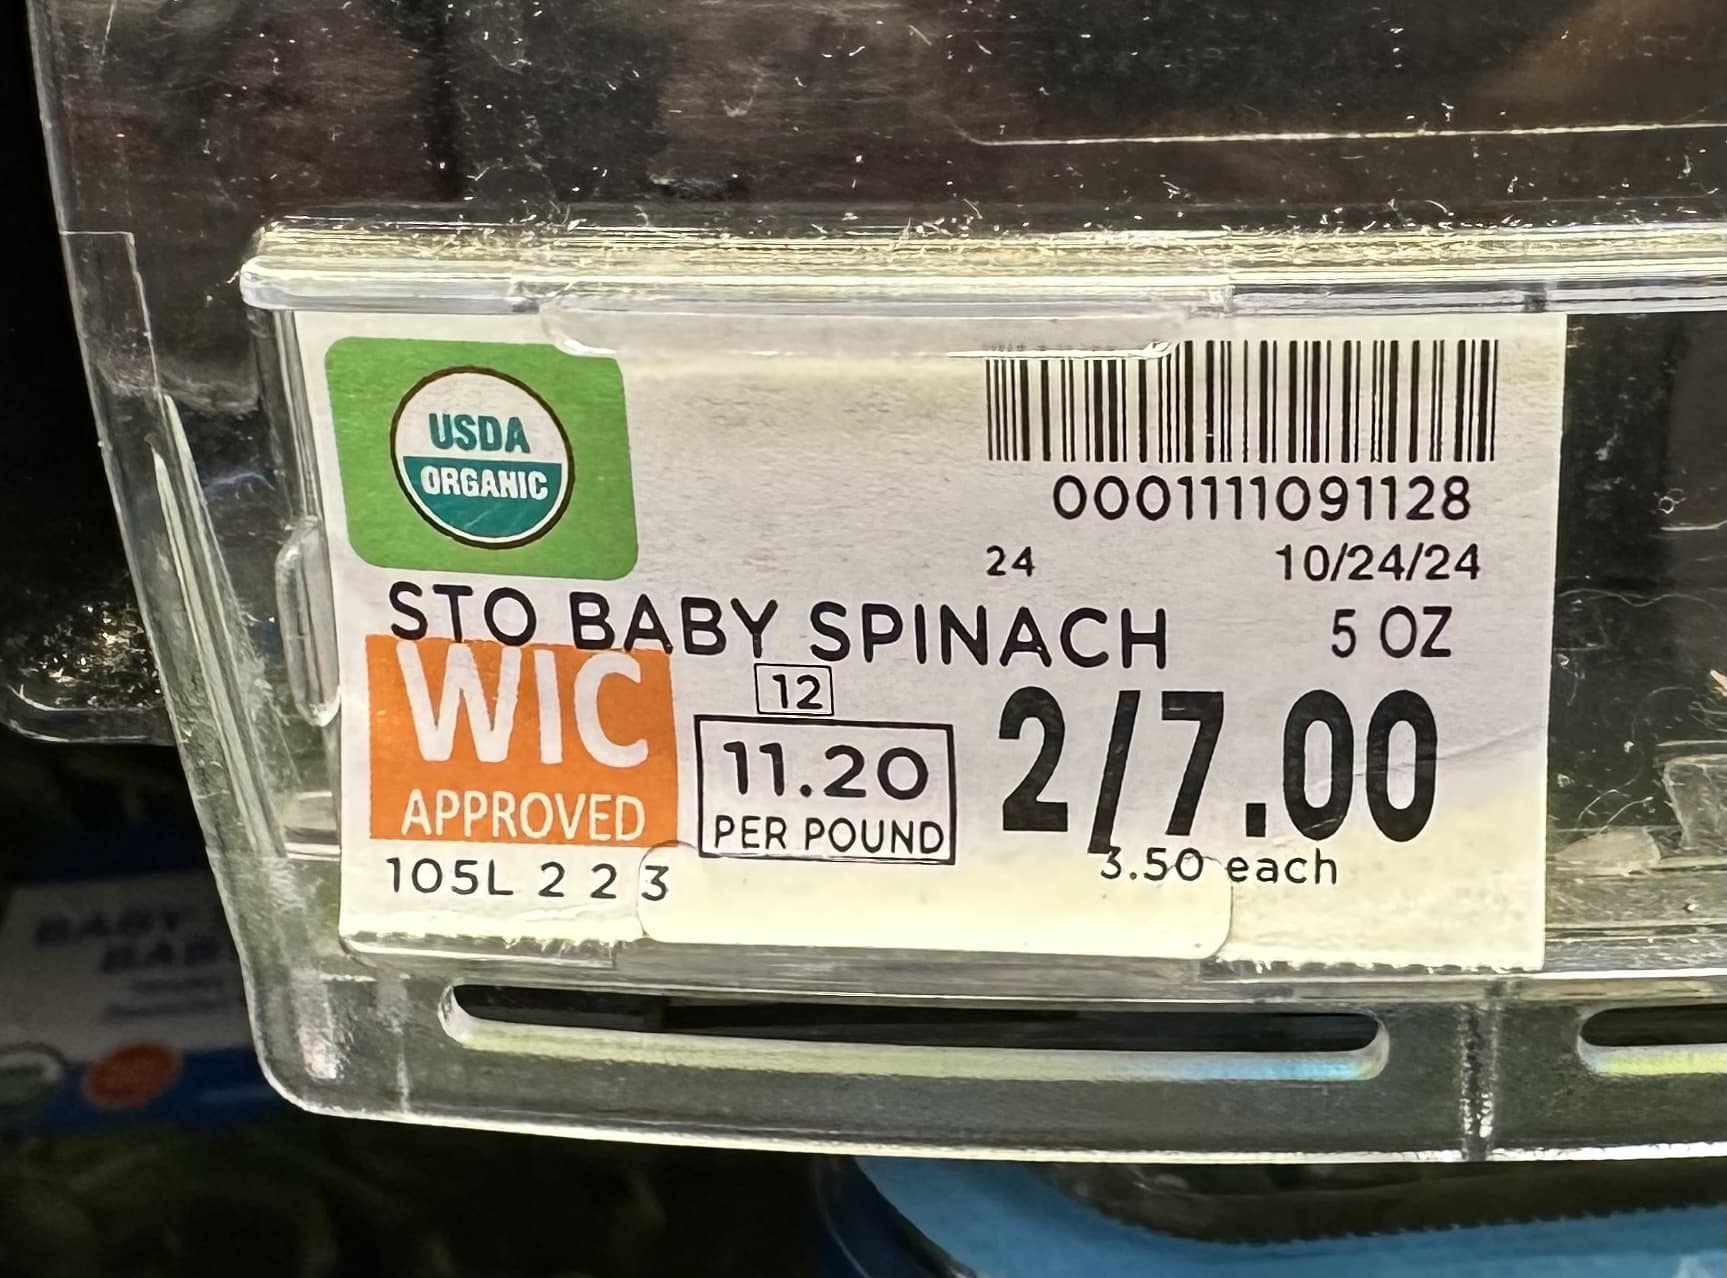 USDA
ORGANIC
0001111091128
24 10/24/24
STO BABY SPINACH 5 OZ
WIC
APPROVED
12
11.20
PER POUND
2/7.00
3.50 each
105L 2 2 3
BABY